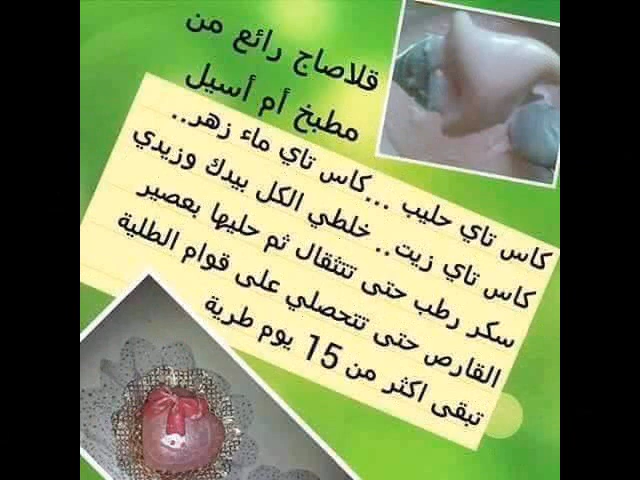 قلاصاج رائع من
مطبخ أم أسيل
كاس تاي حليب ...كاس تاي ماء زهر..
كاس تاي زيت.. خلطي الكل بيدك وزيدي
سكر رطب حتى تتثقال ثم حليها بعصير
القارص حتى تتحصلي على قوام الطلية
تبقى اكثر من 15 يوم طرية